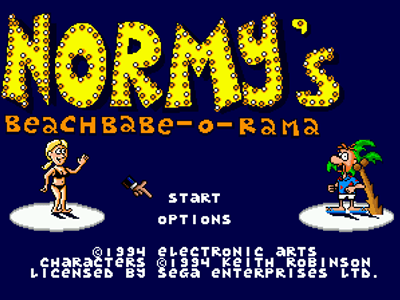 NORMY's
BeachBabe-o-Rama
START
OPTIONS
©1994 ELECTRONIC ARTS
CHARACTERS ©1994 KEITH ROBINSON
LICENSED BY SEGA ENTERPRISES LTD.